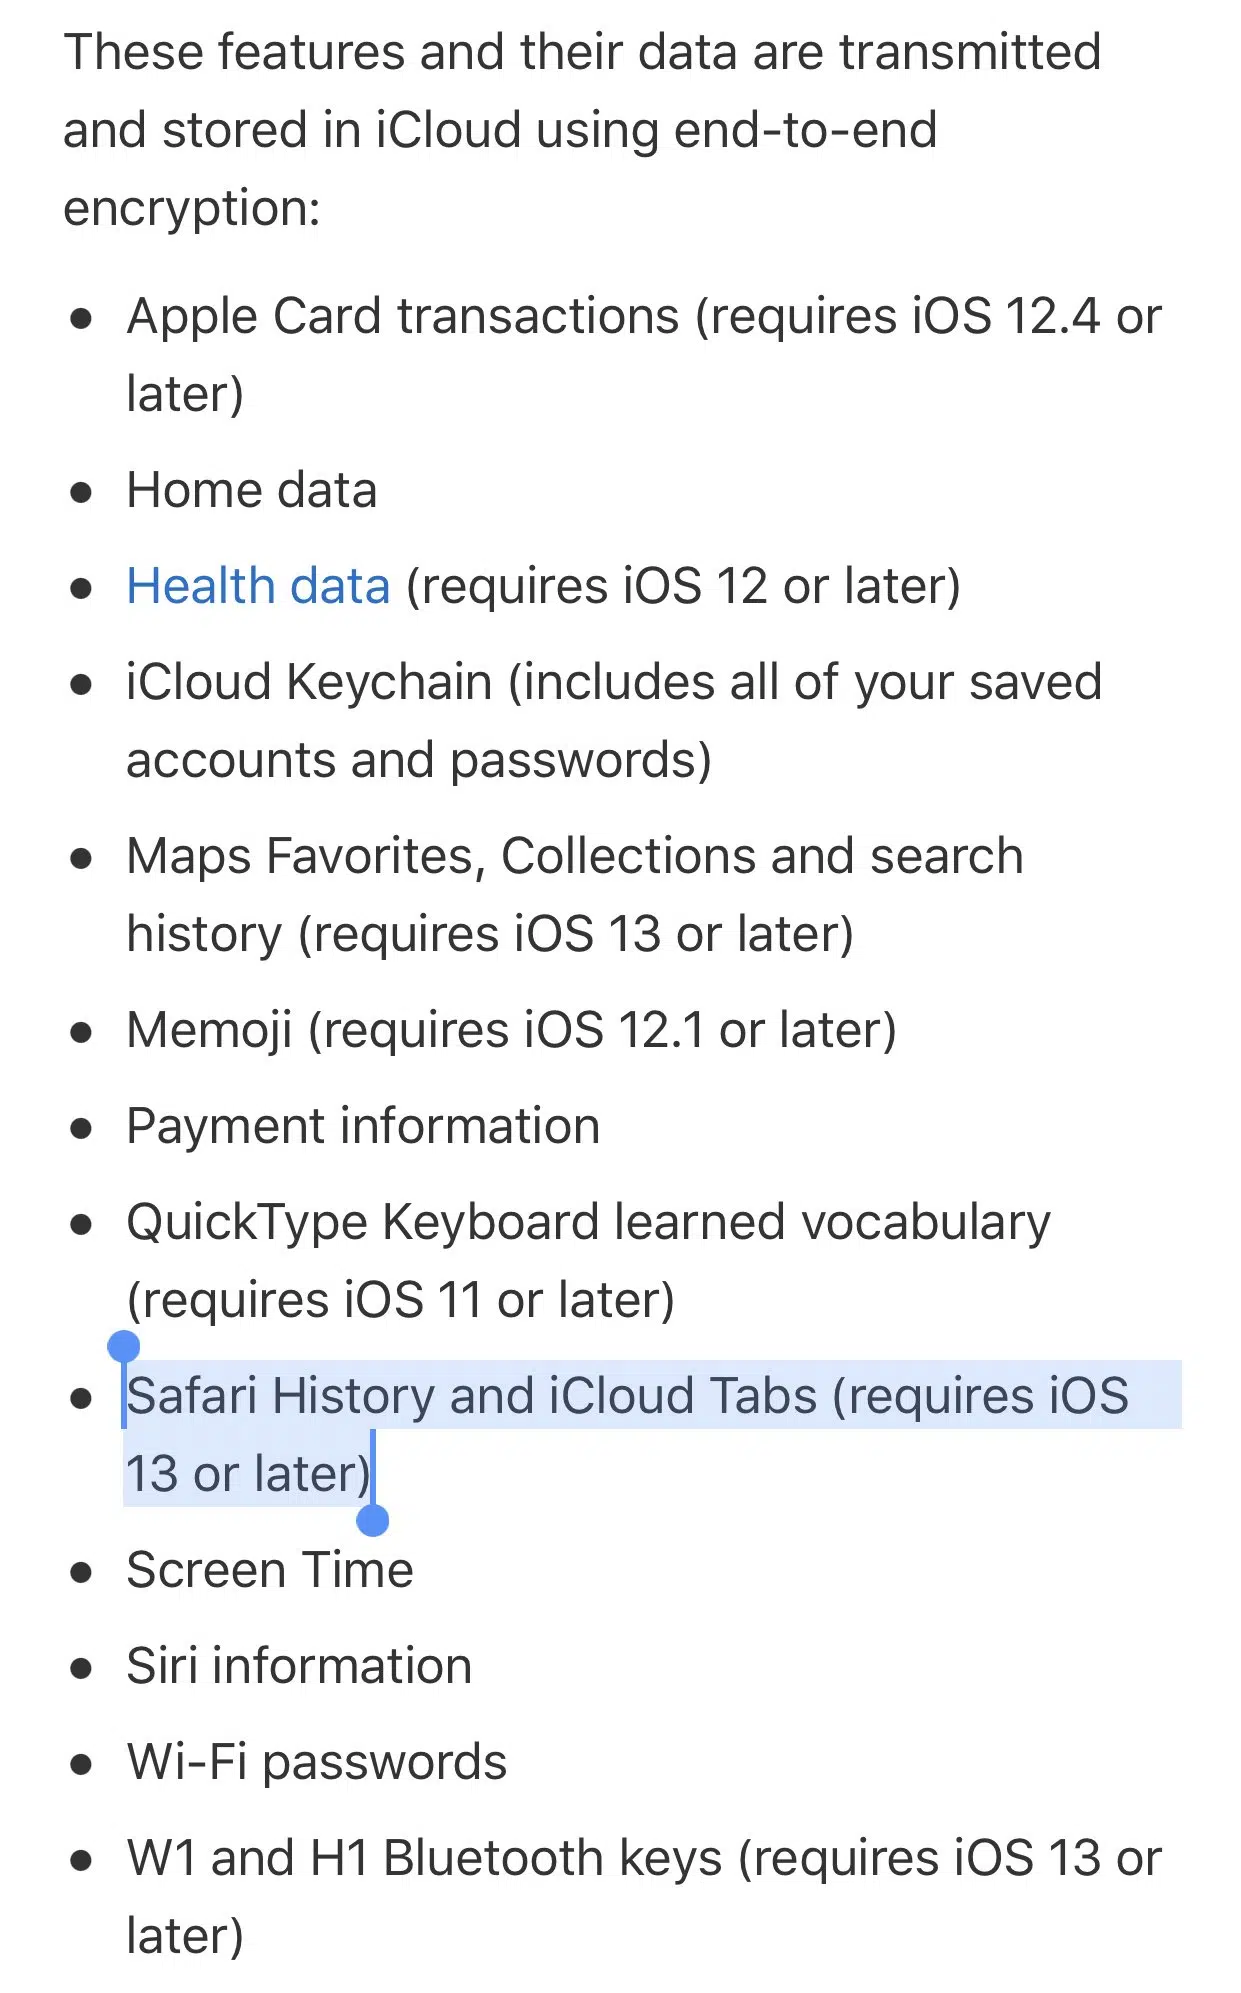 These features and their data are transmitted
and stored in iCloud using end-to-end
encryption:
● Apple Card transactions (requires iOS 12.4 or
later)
● Home data
● Health data (requires iOS 12 or later)
● iCloud Keychain (includes all of your saved
accounts and passwords)
● Maps Favorites, Collections and search
history (requires iOS 13 or later)
● Memoji (requires iOS 12.1 or later)
● Payment information
● QuickType Keyboard learned vocabulary
(requires iOS 11 or later)
● Safari History and iCloud Tabs (requires iOS
13 or later)
● Screen Time
● Siri information
● Wi-Fi passwords
● W1 and H1 Bluetooth keys (requires iOS 13 or
later)